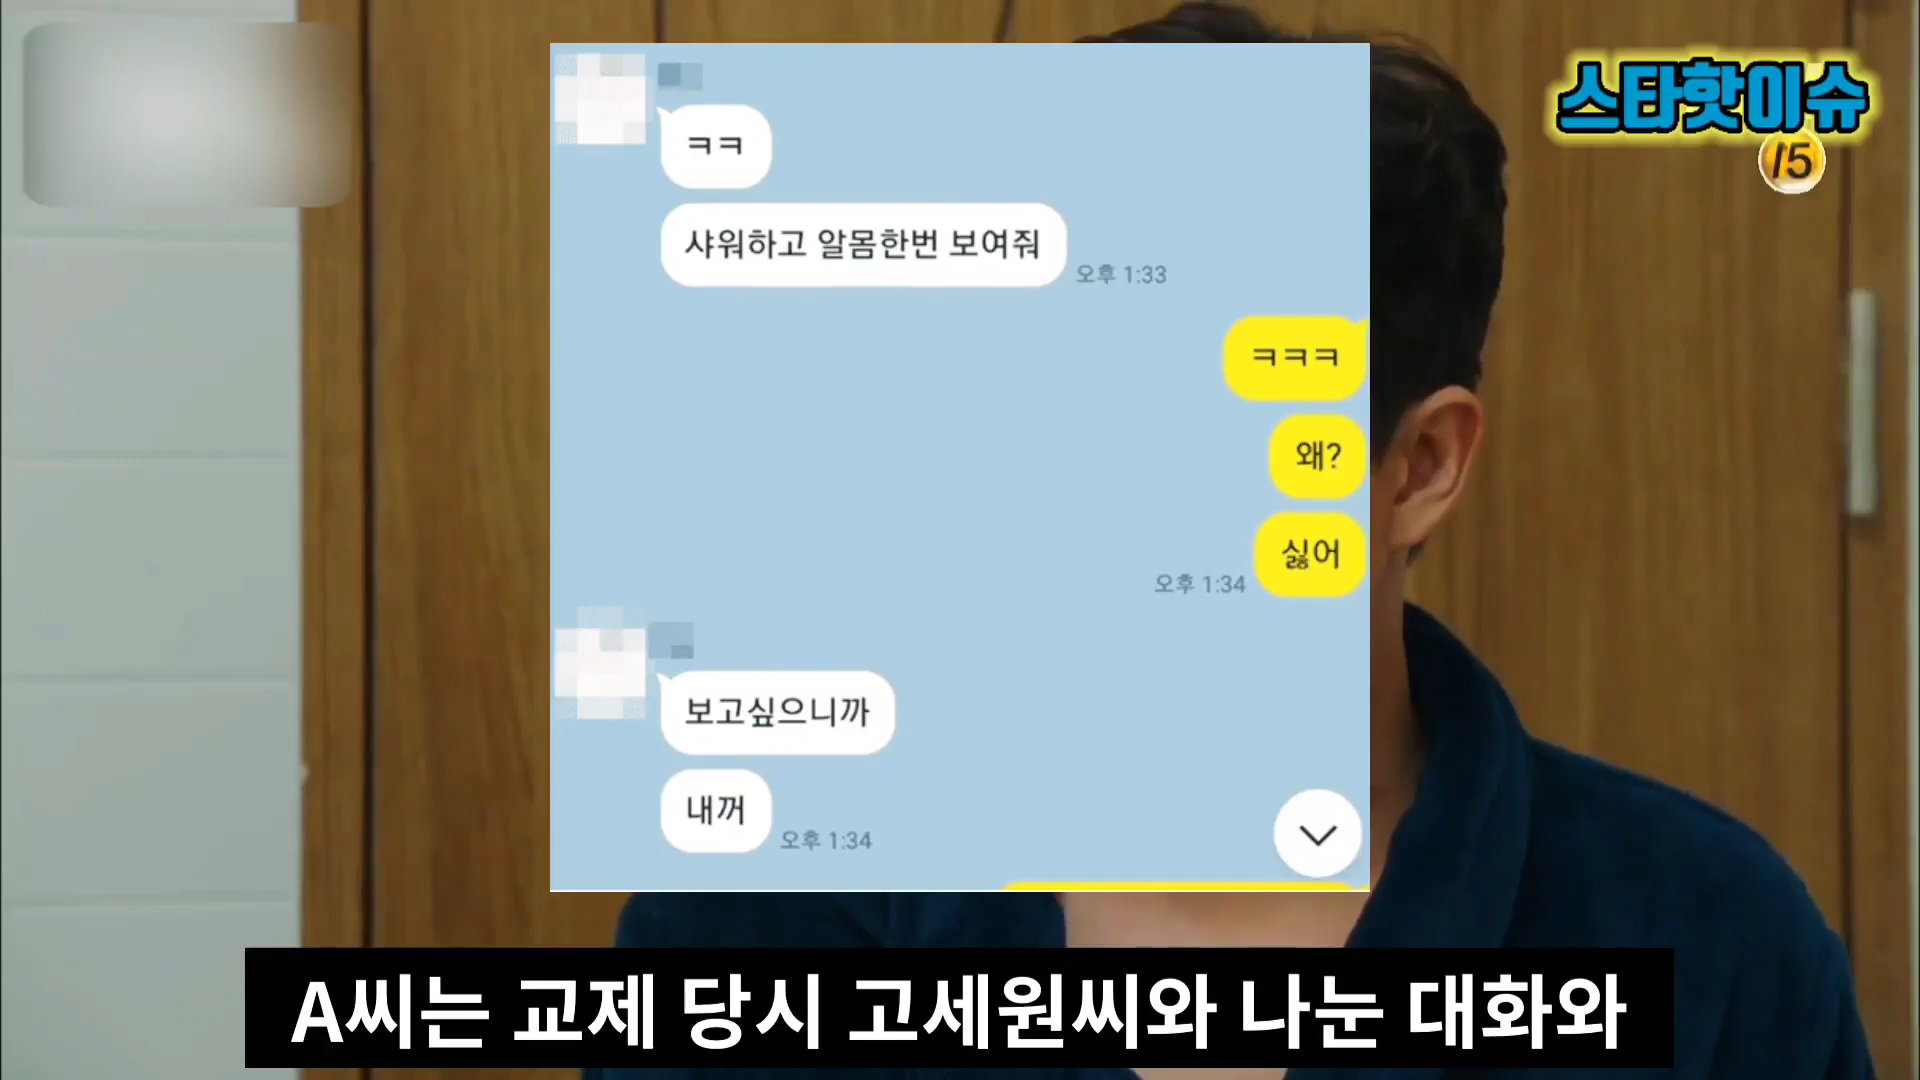 스타핫이슈
15
ㅋㅋ
샤워하고 알몸한번 보여줘
오후 1:33
ㅋㅋㅋ
왜?
싫어
오후 1:34
보고싶으니까
내꺼
오후 1:34
A씨는 교제 당시 고세원씨와 나눈 대화와